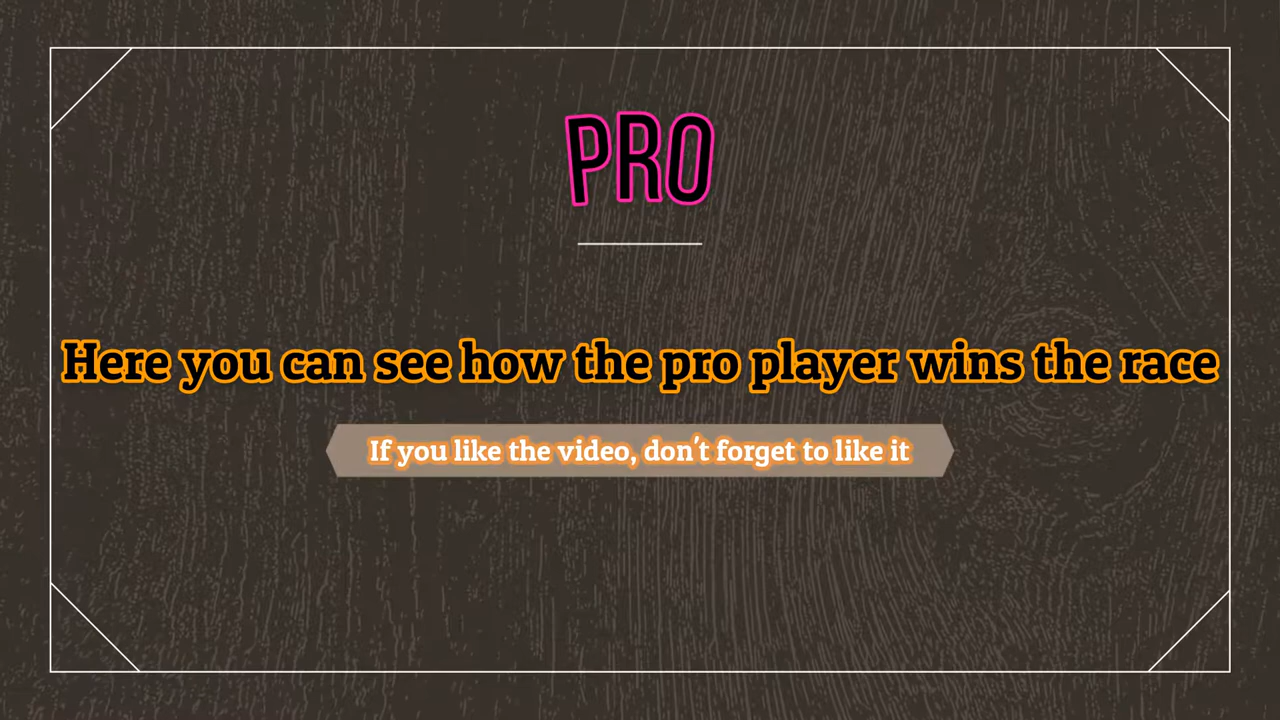 PRO
Here you can see how the pro player wins the race
If you like the video, don't forget to like it